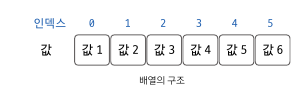 인덱스 0 1 2 3 4 5
값 값 1 값 2 값 3 값 4 값 5 값 6
배열의 구조